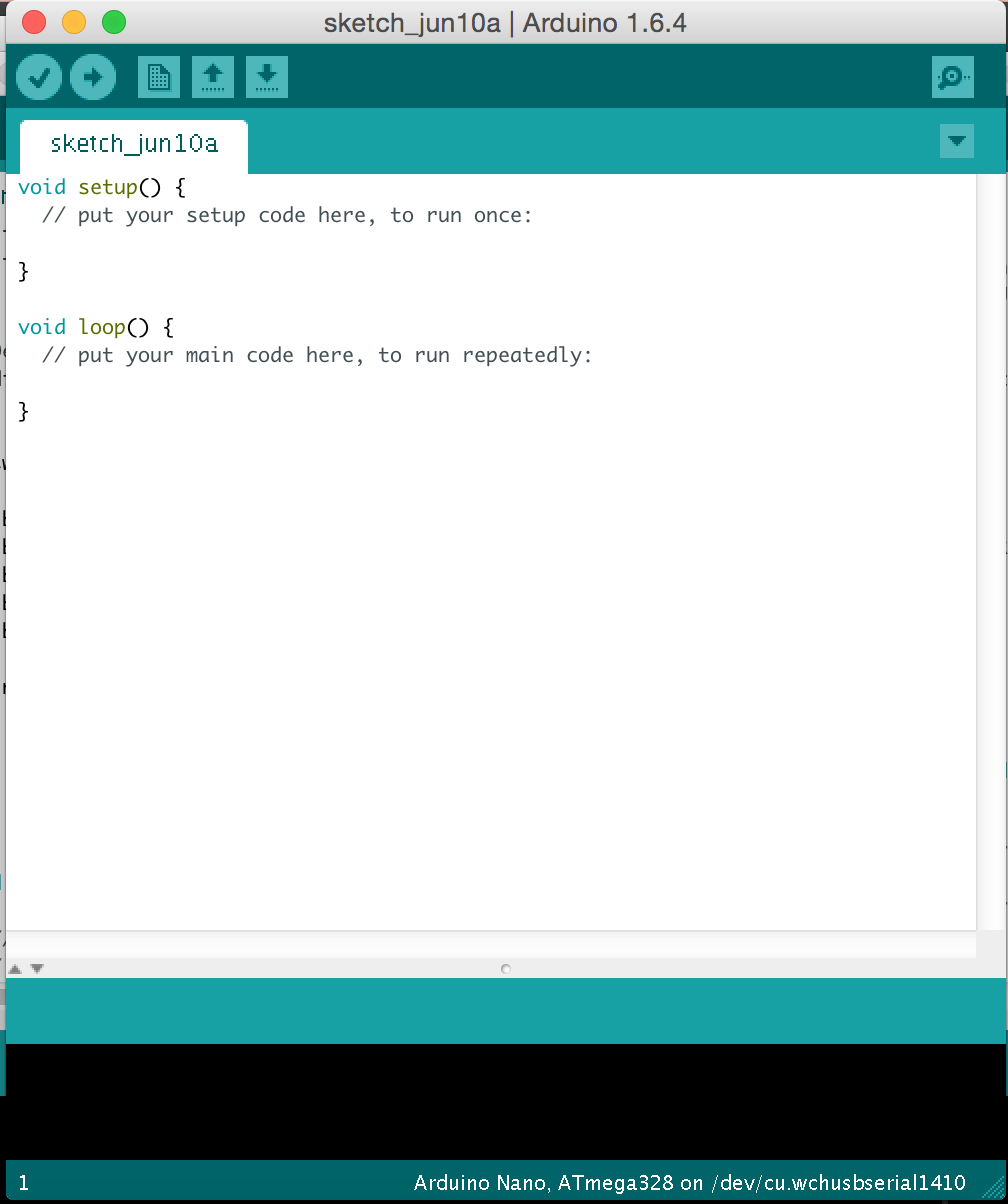 sketch_jun10a | Arduino 1.6.4
sketch_jun10a
void setup() {
  // put your setup code here, to run once:
}
void loop() {
  // put your main code here, to run repeatedly:
}
1
Arduino Nano, ATmega328 on /dev/cu.wchusbserial1410